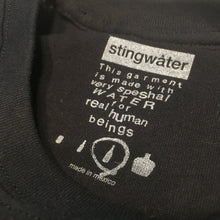 stingwater
This garment
is made with
very speshal
WATER
for
real human
beings
made in mexico